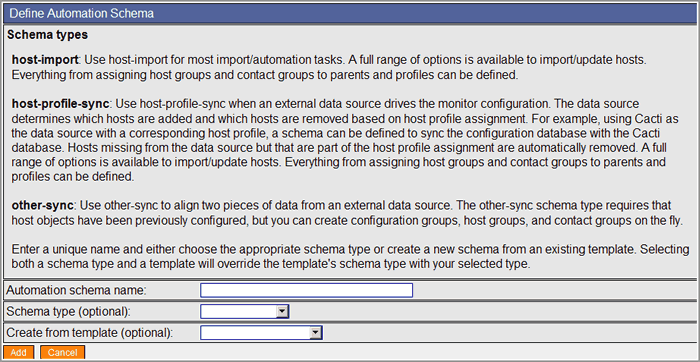 Define Automation Schema
Schema types
host-import: Use host-import for most import/automation tasks. A full range of options is available to import/update hosts.
Everything from assigning host groups and contact groups to parents and profiles can be defined.
host-profile-sync: Use host-profile-sync when an external data source drives the monitor configuration. The data source
determines which hosts are added and which hosts are removed based on host profile assignment. For example, using Cacti
as the data source with a corresponding host profile, a schema can be defined to sync the configuration database with the Cacti
database. Hosts missing from the data source but that are part of the host profile assignment are automatically removed. A full
range of options is available to import/update hosts. Everything from assigning host groups and contact groups to parents and
profiles can be defined.
other-sync: Use other-sync to align two pieces of data from an external data source. The other-sync schema type requires that
host objects have been previously configured, but you can create configuration groups, host groups, and contact groups on the fly.
Enter a unique name and either choose the appropriate schema type or create a new schema from an existing template. Selecting
both a schema type and a template will override the template's schema type with your selected type.
Automation schema name:
Schema type (optional):
Create from template (optional):
Add Cancel